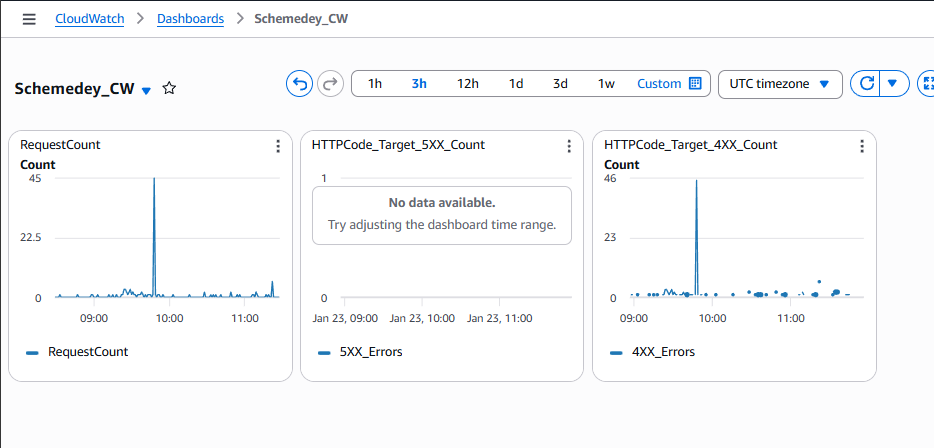 CloudWatch > Dashboards > Schemedey_CW
Schemedey_CW
1h 3h 12h 1d 3d 1w Custom UTC timezone
RequestCount
Count
45
22.5
0
09:00 10:00 11:00
RequestCount
HTTPCode_Target_5XX_Count
1
No data available.
Try adjusting the dashboard time range.
0
Jan 23, 09:00 Jan 23, 10:00 Jan 23, 11:00
5XX_Errors
HTTPCode_Target_4XX_Count
Count
46
23
0
09:00 10:00 11:00
4XX_Errors